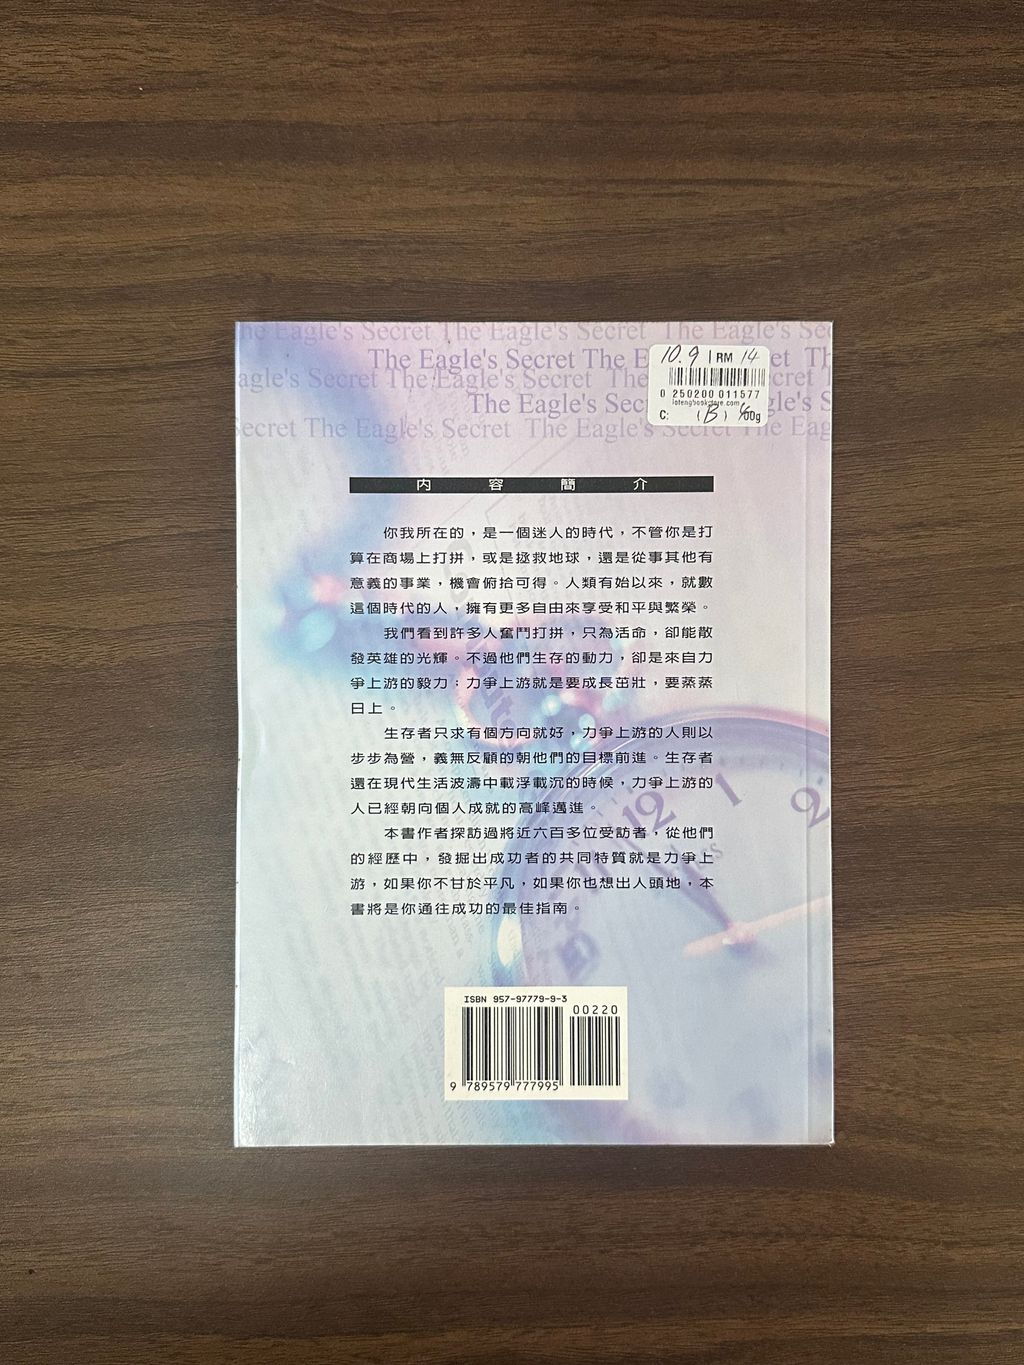 he Eagle's Secret The Eagle's Secret The Eagle's Sec
The Eagle's Secret The E et Th
agle's Secret The Eagle's Secret The cret T
The Eagle's Sec gle's S
Secret The Eagle's Secret The Eagle's Secret The Eagle
10.9 RM 14
0 250200 011577
lotengbookstore.com
C: (B) 400g
內容簡介
你我所在的，是一個迷人的時代，不管你是打
算在商場上打拼，或是拯救地球，還是從事其他有
意義的事業，機會俯拾可得。人類有始以來，就數
這個時代的人，擁有更多自由來享受和平與繁榮。
我們看到許多人奮鬥打拼，只為活命，卻能散
發英雄的光輝。不過他們生存的動力，卻是來自力
爭上游的毅力；力爭上游就是要成長茁壯，要蒸蒸
日上。
生存者只求有個方向就好，力爭上游的人則以
步步為營，義無反顧的朝他們的目標前進。生存者
還在現代生活波濤中載浮載沉的時候，力爭上游的
人已經朝向個人成就的高峰邁進。
本書作者探訪過將近六百多位受訪者，從他們
的經歷中，發掘出成功者的共同特質就是力爭上
游，如果你不甘於平凡，如果你也想出人頭地，本
書將是你通往成功的最佳指南。
11 12 1 2
ISBN 957-97779-9-3
00220
9 789579 777995